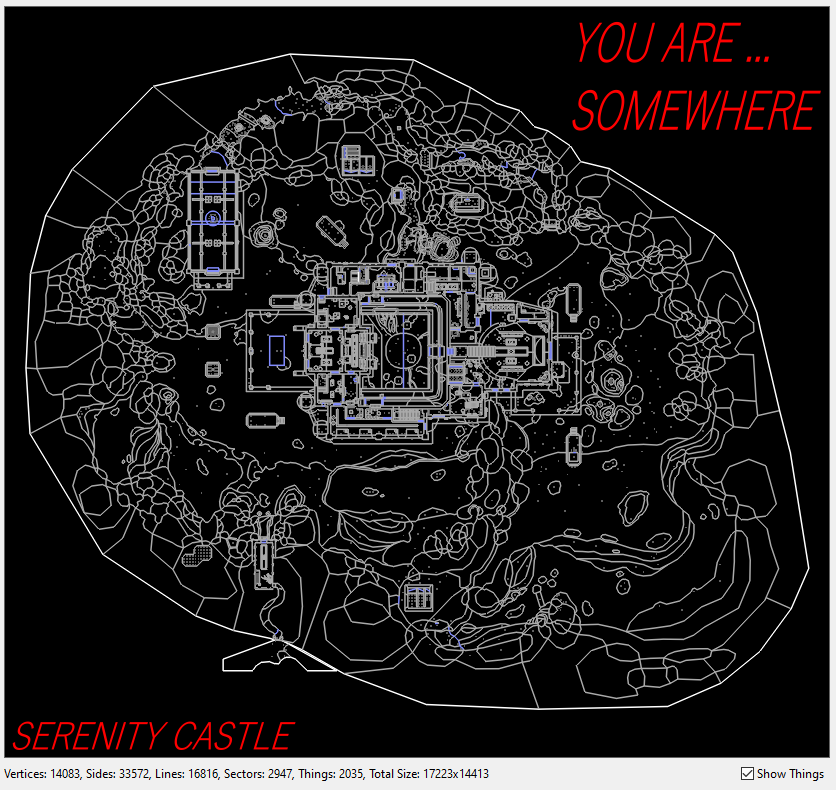 YOU ARE ...
SOMEWHERE
SERENITY CASTLE
Vertices: 14083, Sides: 33572, Lines: 16816, Sectors: 2947, Things: 2035, Total Size: 17223x14413
Show Things